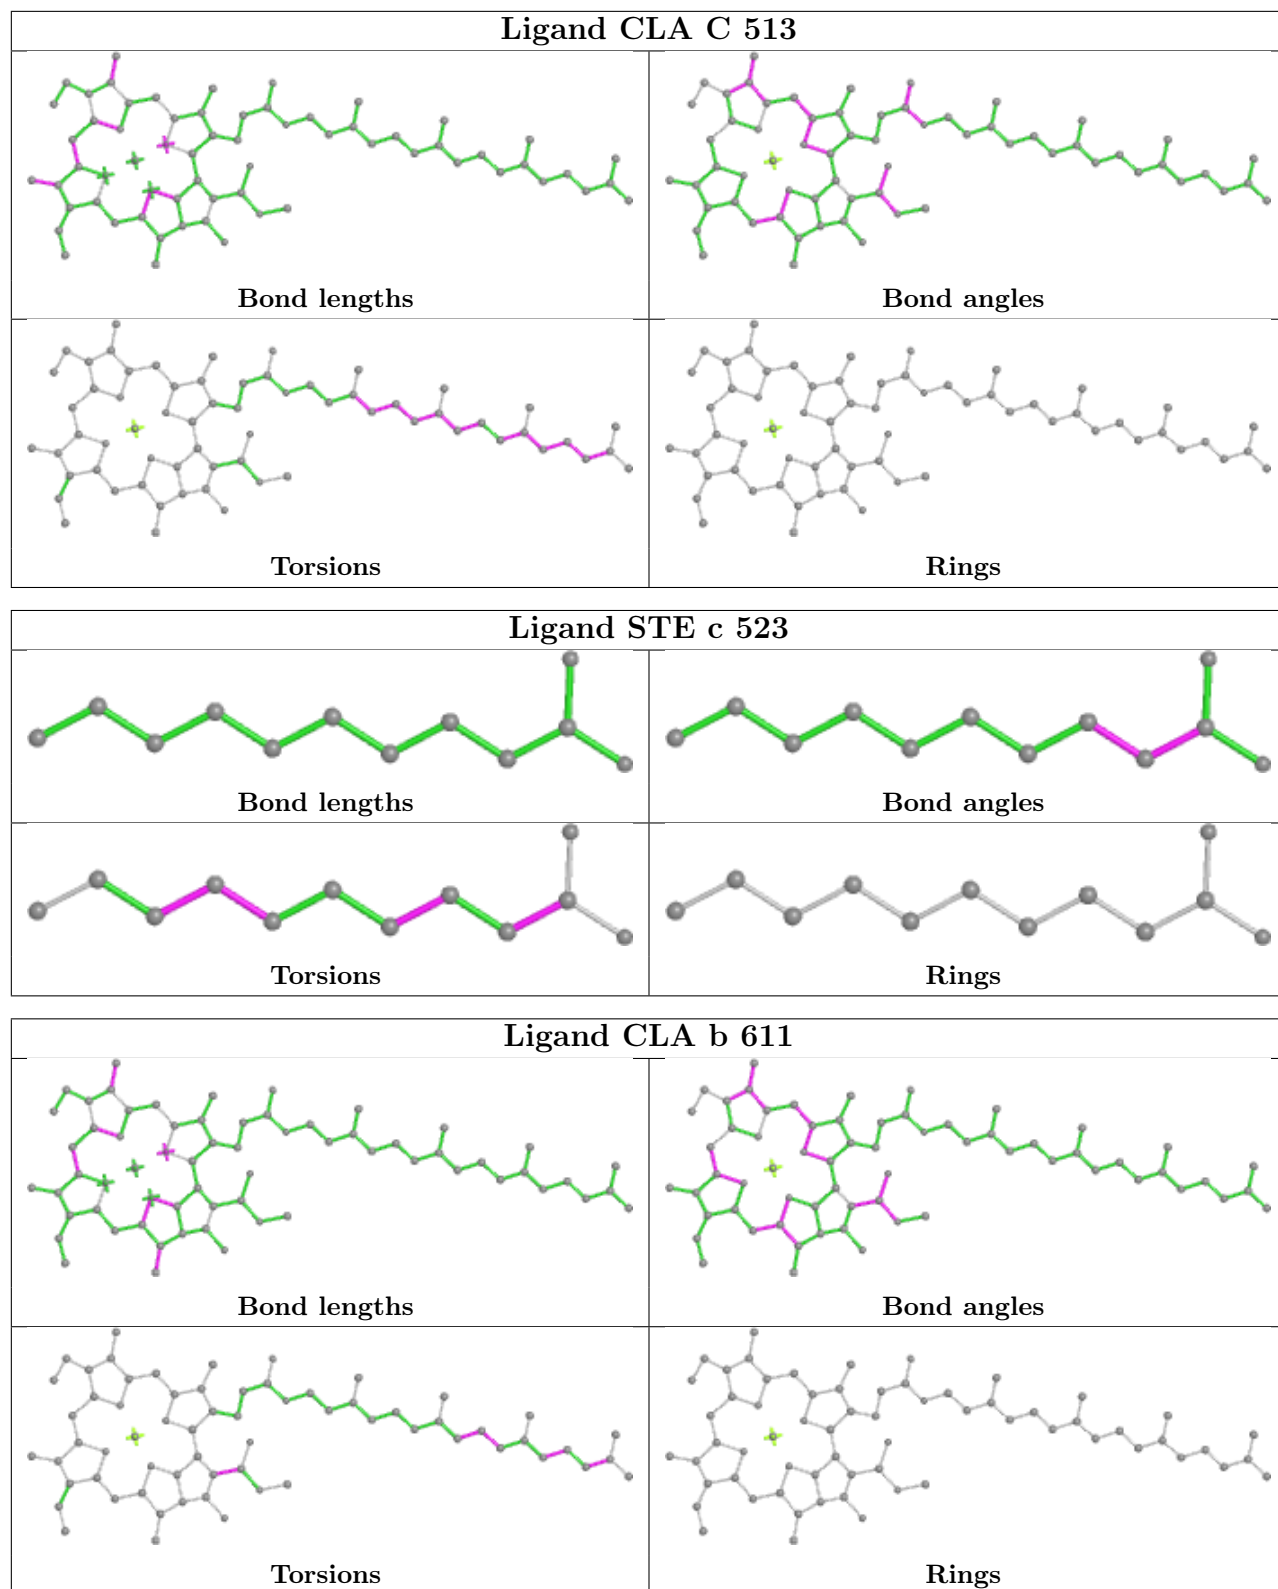 Ligand CLA C 513
Bond lengths
Bond angles
Torsions
Rings
Ligand STE c 523
Bond lengths
Bond angles
Torsions
Rings
Ligand CLA b 611
Bond lengths
Bond angles
Torsions
Rings